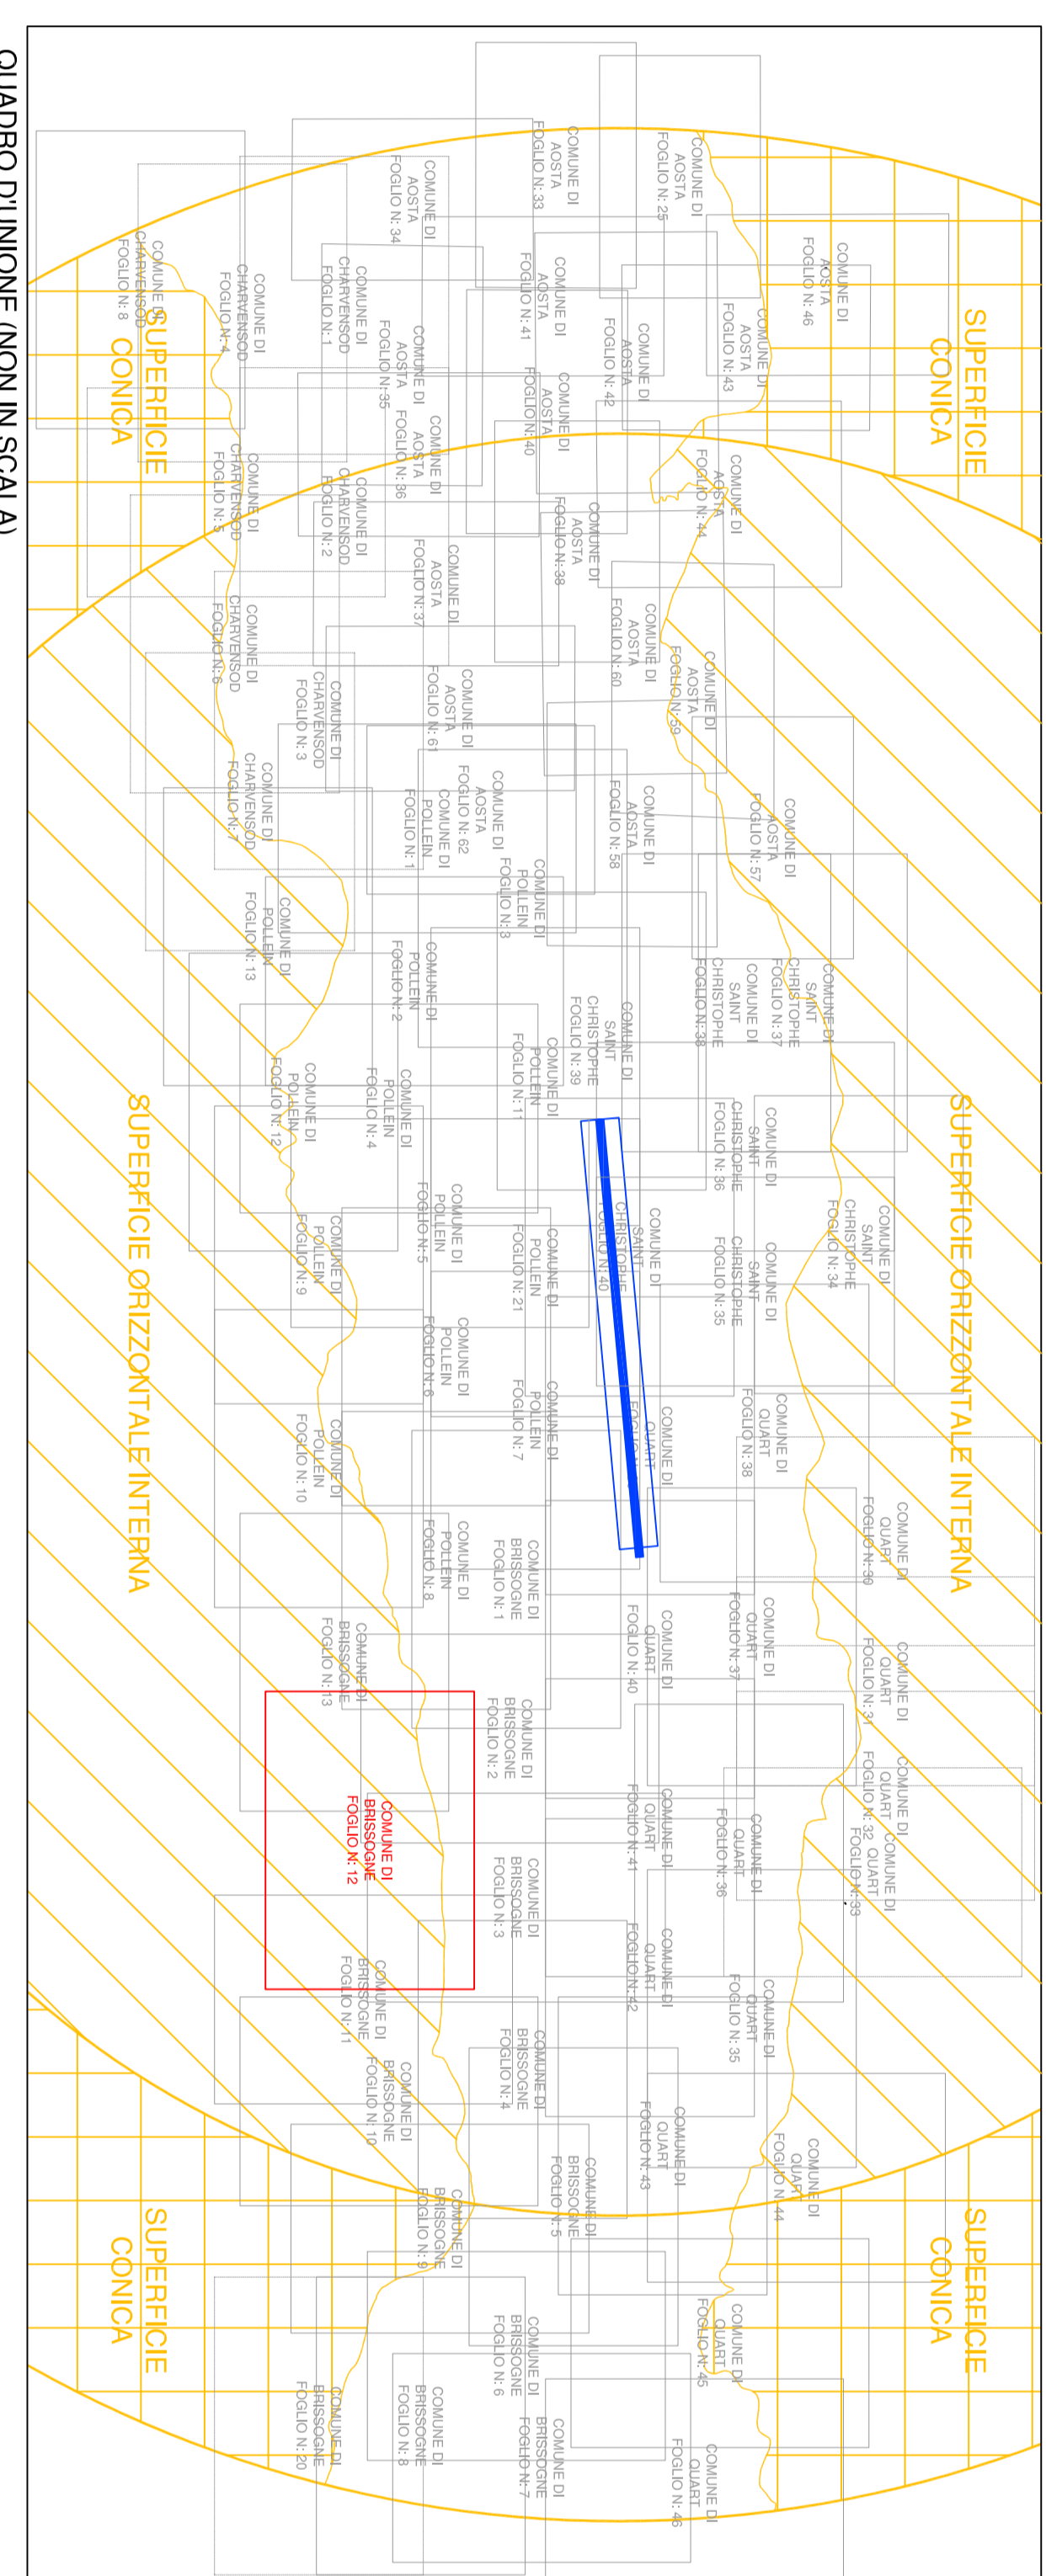 SUPERFICIE
CONICA
SUPERFICIE ORIZZONTALE INTERNA
SUPERFICIE
CONICA
COMUNE DI
AOSTA
FOGLIO N: 46
COMUNE DI
SAINT
CHRISTOPHE
FOGLIO N: 34
COMUNE DI
QUART
FOGLIO N: 30
COMUNE DI
QUART
FOGLIO N: 31
COMUNE DI
QUART
FOGLIO N: 32
COMUNE DI
QUART
FOGLIO N: 33
COMUNE DI
SAINT
CHRISTOPHE
FOGLIO N: 37
COMUNE DI
QUART
FOGLIO N: 44
COMUNE DI
AOSTA
FOGLIO N: 25
COMUNE DI
AOSTA
FOGLIO N: 43
COMUNE DI
AOSTA
FOGLIO N: 44
COMUNE DI
AOSTA
FOGLIO N: 59
COMUNE DI
AOSTA
FOGLIO N: 57
COMUNE DI
SAINT
CHRISTOPHE
FOGLIO N: 38
COMUNE DI
SAINT
CHRISTOPHE
FOGLIO N: 36
COMUNE DI
SAINT
CHRISTOPHE
FOGLIO N: 35
COMUNE DI
QUART
FOGLIO N: 38
COMUNE DI
QUART
FOGLIO N: 37
COMUNE DI
QUART
FOGLIO N: 36
COMUNE DI
QUART
FOGLIO N: 35
COMUNE DI
QUART
FOGLIO N: 45
COMUNE DI
QUART
FOGLIO N: 46
COMUNE DI
AOSTA
FOGLIO N: 42
COMUNE DI
AOSTA
FOGLIO N: 60
COMUNE DI
AOSTA
FOGLIO N: 58
COMUNE DI
SAINT
CHRISTOPHE
FOGLIO N: 39
COMUNE DI
SAINT
CHRISTOPHE
FOGLIO N: 40
COMUNE DI
QUART
COMUNE DI
QUART
FOGLIO N: 40
COMUNE DI
QUART
FOGLIO N: 41
COMUNE DI
QUART
FOGLIO N: 42
COMUNE DI
QUART
FOGLIO N: 43
COMUNE DI
AOSTA
FOGLIO N: 33
COMUNE DI
AOSTA
FOGLIO N: 41
COMUNE DI
AOSTA
FOGLIO N: 40
COMUNE DI
AOSTA
FOGLIO N: 38
COMUNE DI
POLLEIN
FOGLIO N: 3
COMUNE DI
POLLEIN
FOGLIO N: 11
COMUNE DI
POLLEIN
FOGLIO N: 21
COMUNE DI
POLLEIN
FOGLIO N: 7
COMUNE DI
BRISSOGNE
FOGLIO N: 1
COMUNE DI
BRISSOGNE
FOGLIO N: 2
COMUNE DI
BRISSOGNE
FOGLIO N: 3
COMUNE DI
BRISSOGNE
FOGLIO N: 4
COMUNE DI
BRISSOGNE
FOGLIO N: 5
COMUNE DI
BRISSOGNE
FOGLIO N: 6
COMUNE DI
BRISSOGNE
FOGLIO N: 7
COMUNE DI
AOSTA
FOGLIO N: 34
COMUNE DI
AOSTA
FOGLIO N: 35
COMUNE DI
AOSTA
FOGLIO N: 36
COMUNE DI
AOSTA
FOGLIO N: 37
COMUNE DI
AOSTA
FOGLIO N: 61
COMUNE DI
AOSTA
FOGLIO N: 62
COMUNE DI
POLLEIN
FOGLIO N: 1
COMUNE DI
POLLEIN
FOGLIO N: 2
COMUNE DI
POLLEIN
FOGLIO N: 4
COMUNE DI
POLLEIN
FOGLIO N: 5
COMUNE DI
POLLEIN
FOGLIO N: 6
COMUNE DI
POLLEIN
FOGLIO N: 8
COMUNE DI
BRISSOGNE
FOGLIO N: 13
COMUNE DI
BRISSOGNE
FOGLIO N: 12
COMUNE DI
BRISSOGNE
FOGLIO N: 11
COMUNE DI
BRISSOGNE
FOGLIO N: 10
COMUNE DI
BRISSOGNE
FOGLIO N: 9
COMUNE DI
BRISSOGNE
FOGLIO N: 8
COMUNE DI
CHARVENSOD
FOGLIO N: 1
COMUNE DI
CHARVENSOD
FOGLIO N: 2
COMUNE DI
CHARVENSOD
FOGLIO N: 3
COMUNE DI
POLLEIN
FOGLIO N: 13
COMUNE DI
POLLEIN
FOGLIO N: 12
COMUNE DI
POLLEIN
FOGLIO N: 9
COMUNE DI
POLLEIN
FOGLIO N: 10
COMUNE DI
BRISSOGNE
FOGLIO N: 20
COMUNE DI
CHARVENSOD
FOGLIO N: 8
COMUNE DI
CHARVENSOD
FOGLIO N: 4
COMUNE DI
CHARVENSOD
FOGLIO N: 5
COMUNE DI
CHARVENSOD
FOGLIO N: 6
COMUNE DI
CHARVENSOD
FOGLIO N: 7
SUPERFICIE
CONICA
SUPERFICIE ORIZZONTALE INTERNA
SUPERFICIE
CONICA
QUADRO D'UNIONE (NON IN SCALA)